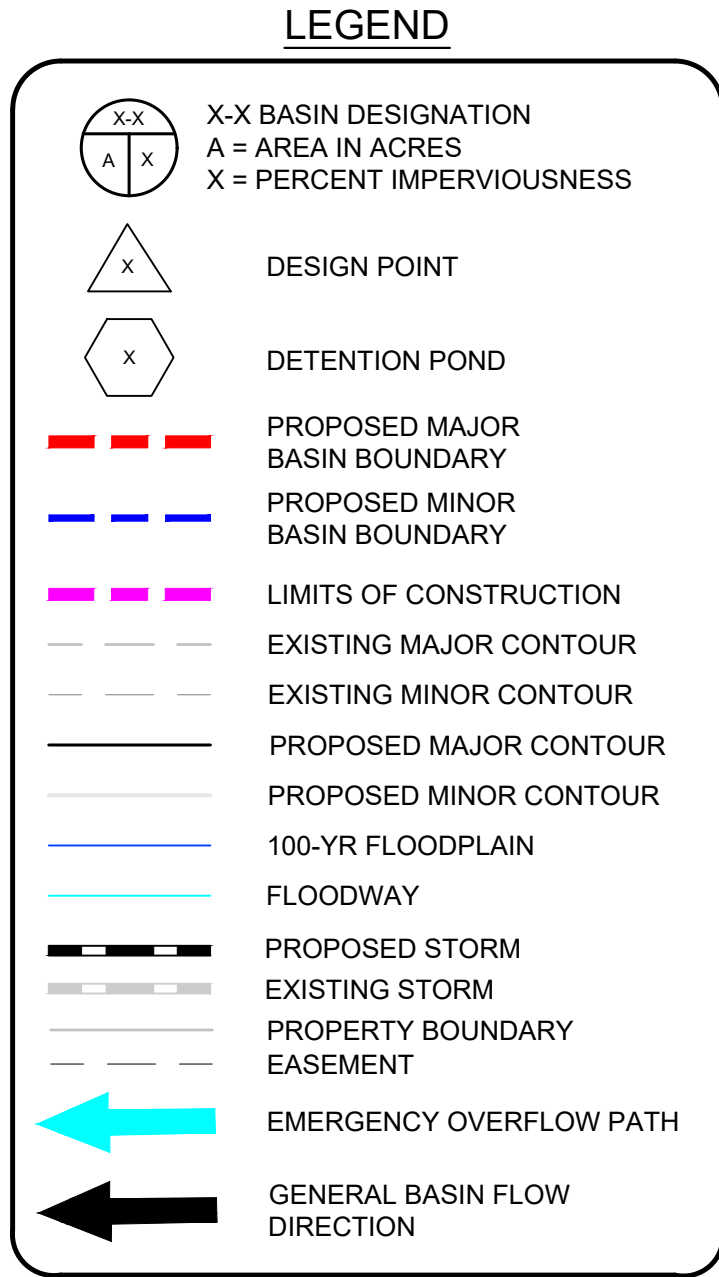 LEGEND
X-X
A X
X-X BASIN DESIGNATION
A = AREA IN ACRES
X = PERCENT IMPERVIOUSNESS
X
DESIGN POINT
X
DETENTION POND
PROPOSED MAJOR
BASIN BOUNDARY
PROPOSED MINOR
BASIN BOUNDARY
LIMITS OF CONSTRUCTION
EXISTING MAJOR CONTOUR
EXISTING MINOR CONTOUR
PROPOSED MAJOR CONTOUR
PROPOSED MINOR CONTOUR
100-YR FLOODPLAIN
FLOODWAY
PROPOSED STORM
EXISTING STORM
PROPERTY BOUNDARY
EASEMENT
EMERGENCY OVERFLOW PATH
GENERAL BASIN FLOW
DIRECTION